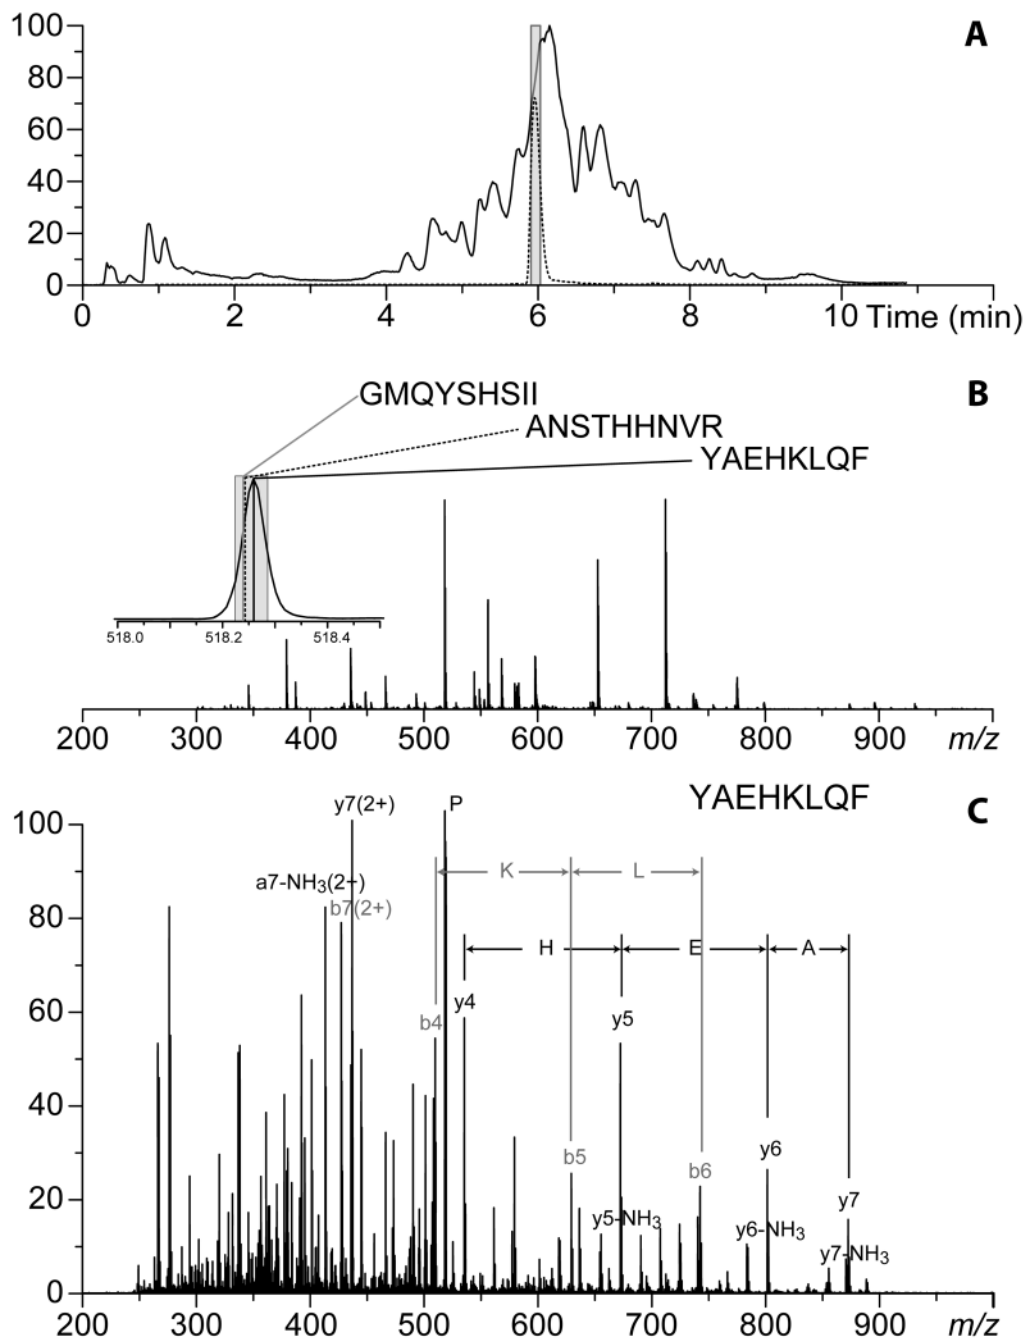 A
100
80
60
40
20
0
0 2 4 6 8 10 Time (min)
B
GMQYSHSII
ANSTHHNVR
YAEHKLQF
518.0 518.2 518.4
200 300 400 500 600 700 800 900 m/z
YAEHKLQF
C
y7(2+) P
100
K L
a7-NH3(2+)
b7(2+)
80
H E A
y4
60
b4 y5
40
b5 y6
b6
20
y7
y5-NH3 y6-NH3
y7-NH3
0
200 300 400 500 600 700 800 900 m/z